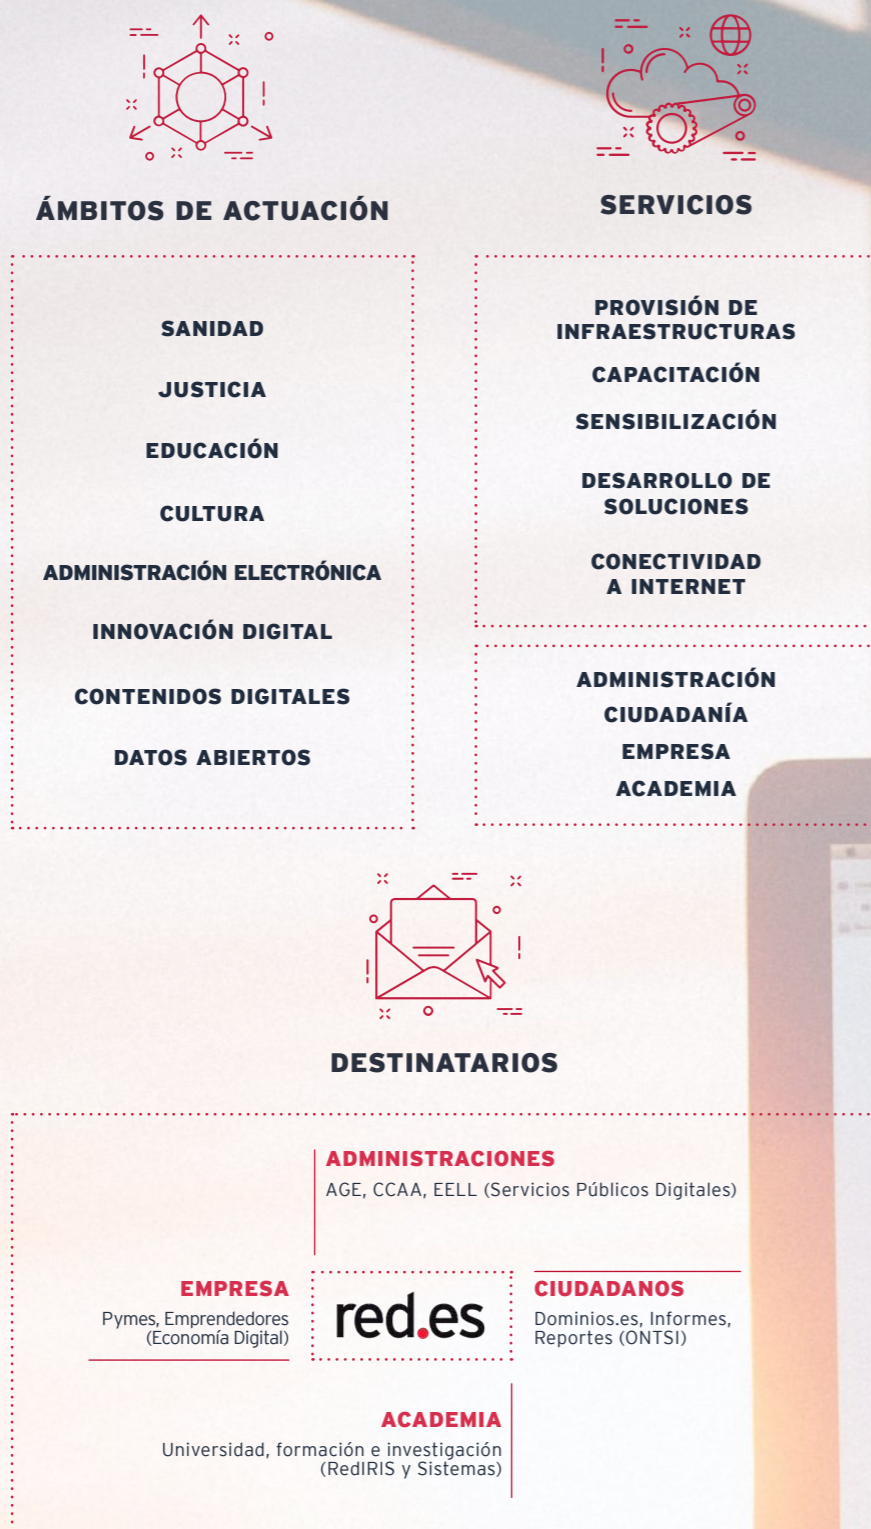 ÁMBITOS DE ACTUACIÓN
SANIDAD
JUSTICIA
EDUCACIÓN
CULTURA
ADMINISTRACIÓN ELECTRÓNICA
INNOVACIÓN DIGITAL
CONTENIDOS DIGITALES
DATOS ABIERTOS
SERVICIOS
PROVISIÓN DE
INFRAESTRUCTURAS
CAPACITACIÓN
SENSIBILIZACIÓN
DESARROLLO DE
SOLUCIONES
CONECTIVIDAD
A INTERNET
ADMINISTRACIÓN
CIUDADANÍA
EMPRESA
ACADEMIA
DESTINATARIOS
ADMINISTRACIONES
AGE, CCAA, EELL (Servicios Públicos Digitales)
EMPRESA
Pymes, Emprendedores
(Economía Digital)
red.es
CIUDADANOS
Dominios.es, Informes,
Reportes (ONTSI)
ACADEMIA
Universidad, formación e investigación
(RedIRIS y Sistemas)